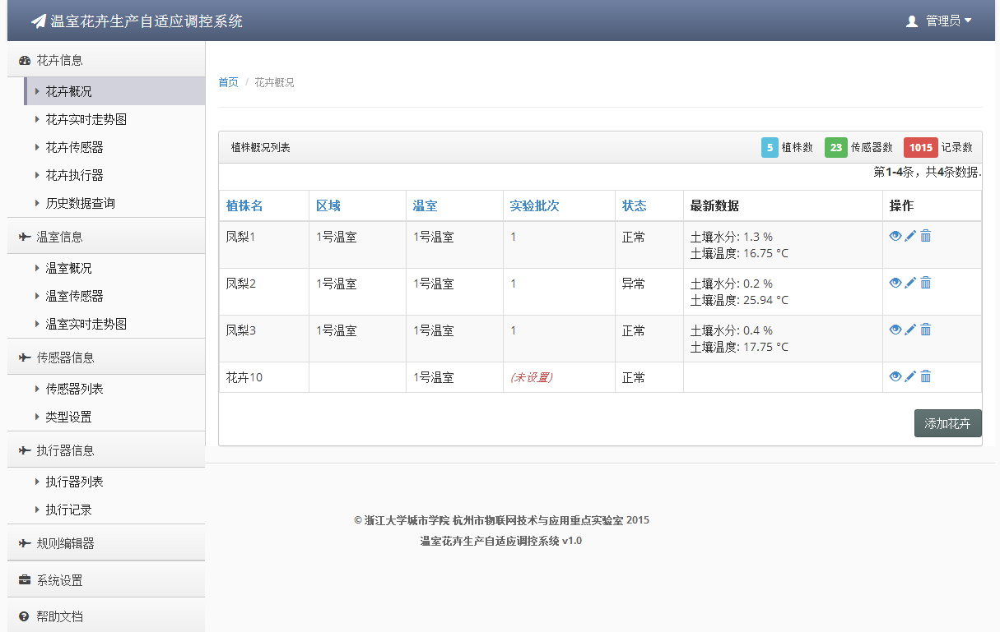 温室花卉生产自适应调控系统
管理员
花卉信息
花卉概况
花卉实时走势图
花卉传感器
花卉执行器
历史数据查询
温室信息
温室概况
温室传感器
温室实时走势图
传感器信息
传感器列表
类型设置
执行器信息
执行器列表
执行记录
规则编辑器
系统设置
帮助文档
首页 / 花卉概况
植株概况列表 5 植株数 23 传感器数 1015 记录数
第1-4条，共4条数据.
植株名 区域 温室 实验批次 状态 最新数据 操作
凤梨1 1号温室 1号温室 1 正常 土壤水分: 1.3 %
土壤温度: 16.75 °C
凤梨2 1号温室 1号温室 1 异常 土壤水分: 0.2 %
土壤温度: 25.94 °C
凤梨3 1号温室 1号温室 1 正常 土壤水分: 0.4 %
土壤温度: 17.75 °C
花卉10 1号温室 (未设置) 正常
添加花卉
© 浙江大学城市学院 杭州市物联网技术与应用重点实验室 2015
温室花卉生产自适应调控系统 v1.0